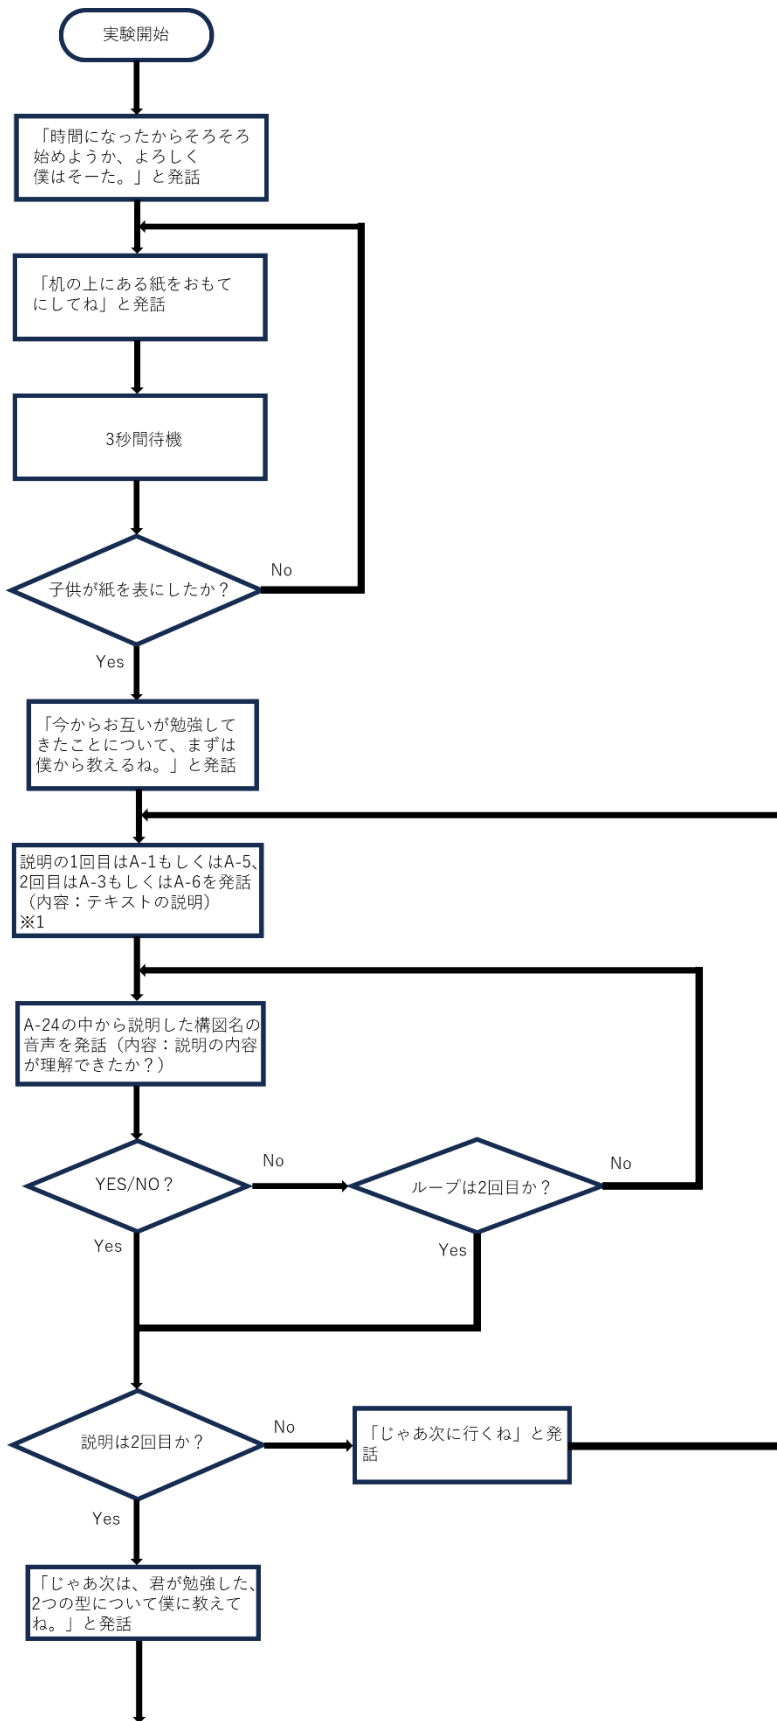 実験開始
「時間になったからそろそろ
始めようか、よろしく
僕はそーた。」と発話
「机の上にある紙をおもて
にしてね」と発話
3秒間待機
子供が紙を表にしたか？
No
Yes
「今からお互いが勉強して
きたことについて、まずは
僕から教えるね。」と発話
説明の1回目はA-1もしくはA-5、
2回目はA-3もしくはA-6を発話
（内容：テキストの説明）
※1
A-24の中から説明した構図名の
音声を発話（内容：説明の内容
が理解できたか？）
YES/NO？
No
ループは2回目か？
No
Yes
Yes
説明は2回目か？
No
「じゃあ次に行くね」と発
話
Yes
「じゃあ次は、君が勉強した、
2つの型について僕に教えて
ね。」と発話